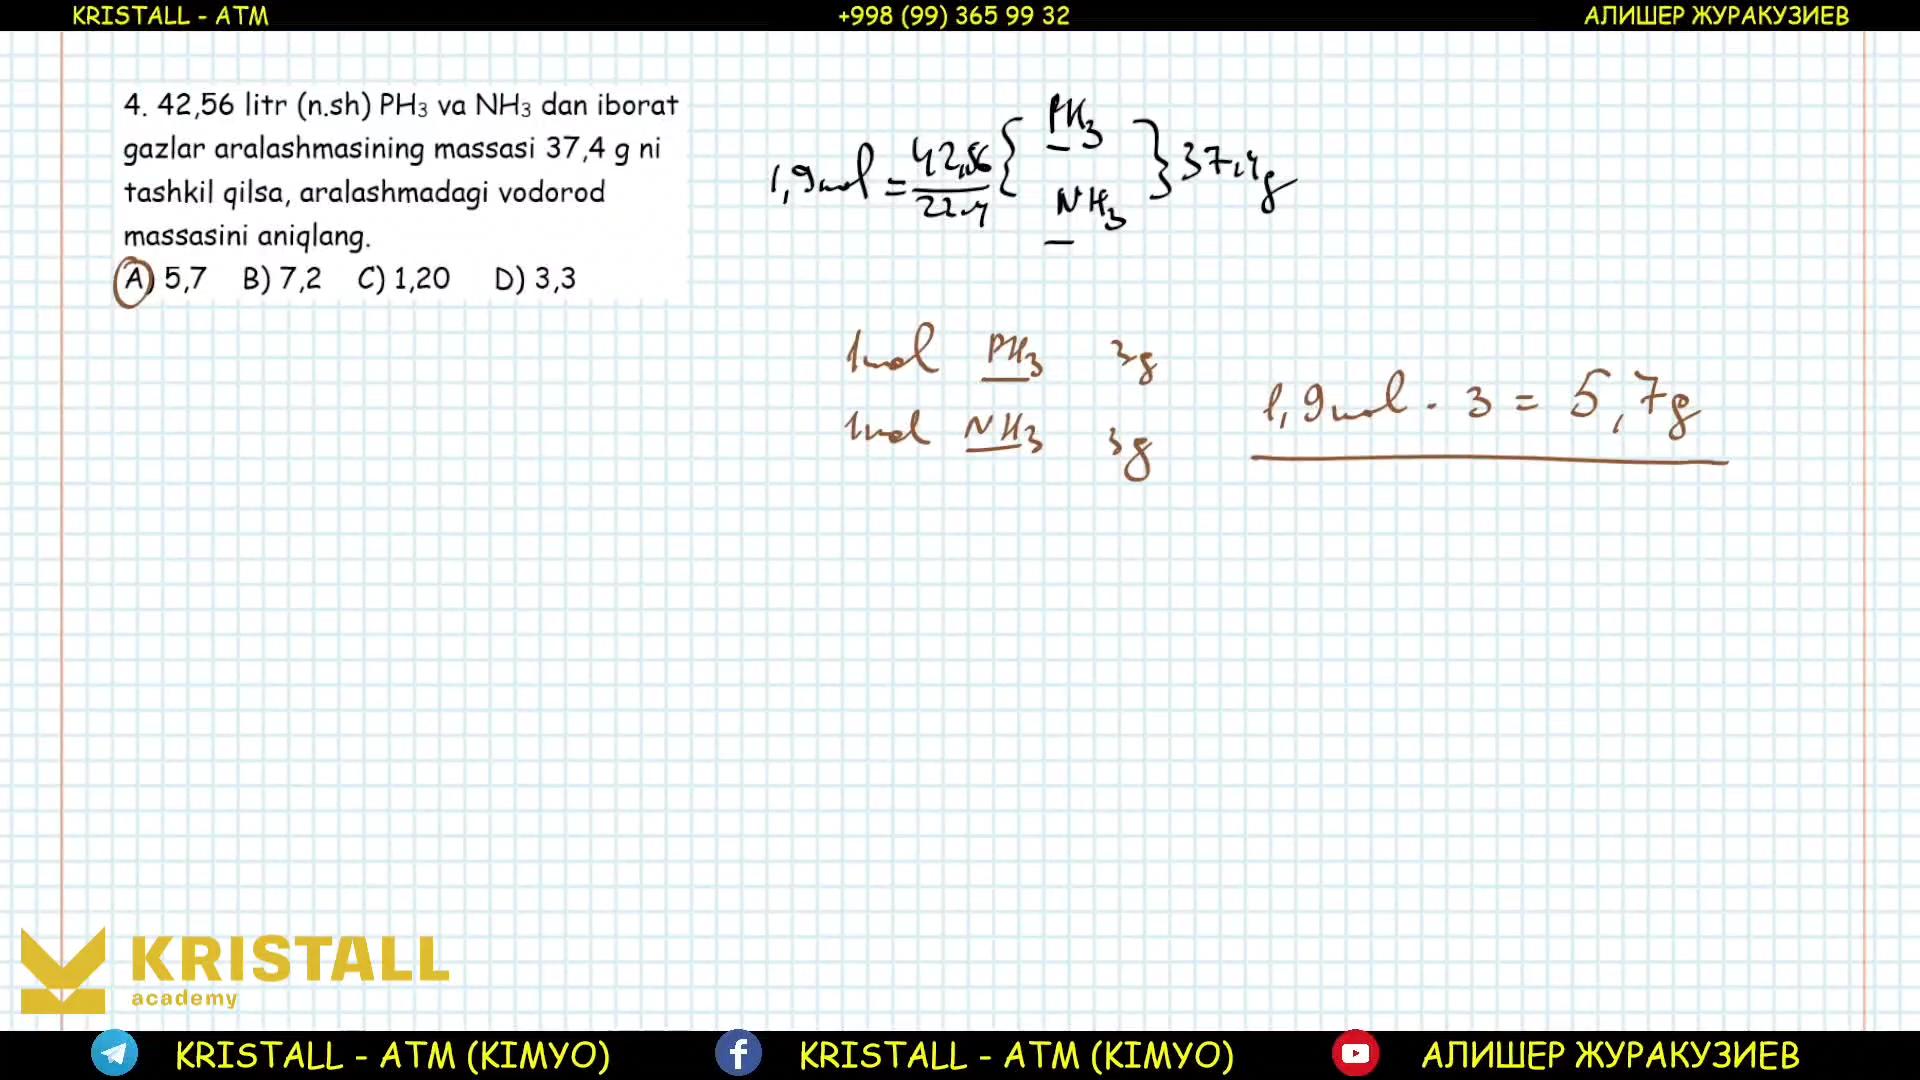 KRISTALL - ATM
+998 (99) 365 99 32
АЛИШЕР ЖУРАКУЗИЕВ
4. 42,56 litr (n.sh) PH₃ va NH₃ dan iborat
gazlar aralashmasining massasi 37,4 g ni
tashkil qilsa, aralashmadagi vodorod
massasini aniqlang.
A) 5,7 B) 7,2 C) 1,20 D) 3,3
1,9mol = 42,56/22.4 { PH₃ NH₃ } 37,4g
1mol PH₃ 3g
1mol NH₃ 3g
1,9mol · 3 = 5,7g
KRISTALL
academy
KRISTALL - ATM (KIMYO)
KRISTALL - ATM (KIMYO)
АЛИШЕР ЖУРАКУЗИЕВ